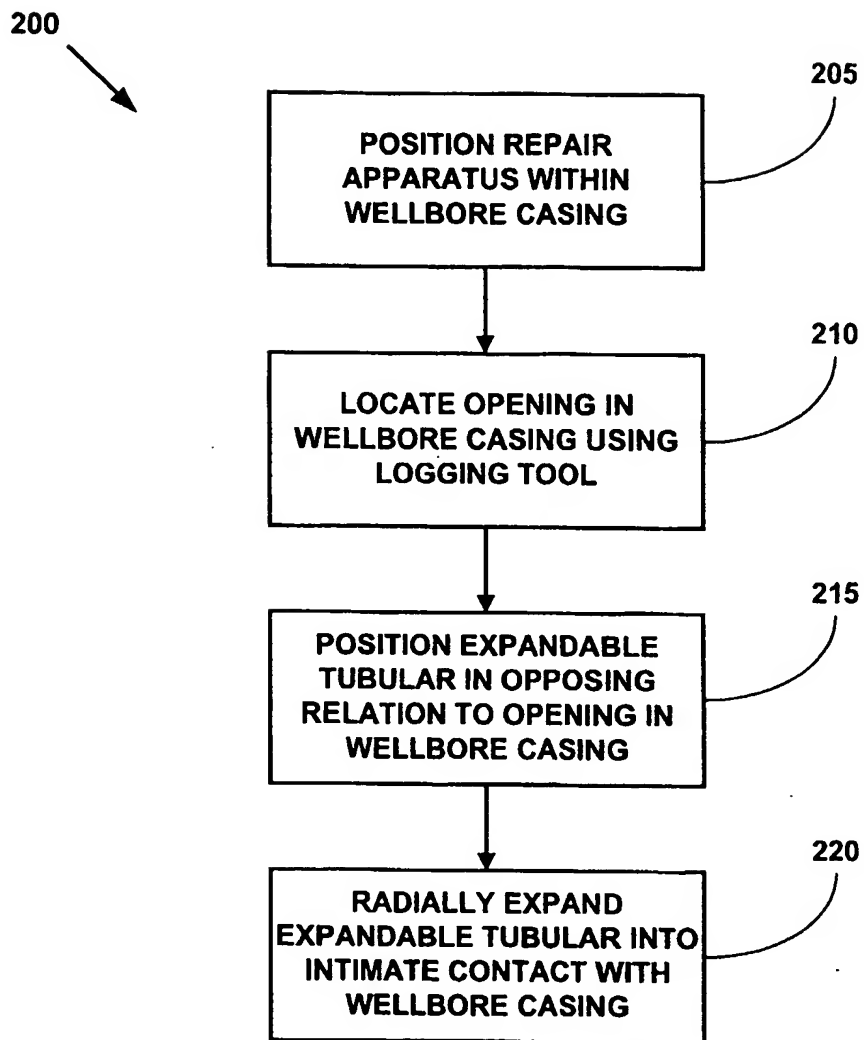 200
205
POSITION REPAIR
APPARATUS WITHIN
WELLBORE CASING
210
LOCATE OPENING IN
WELLBORE CASING USING
LOGGING TOOL
215
POSITION EXPANDABLE
TUBULAR IN OPPOSING
RELATION TO OPENING IN
WELLBORE CASING
220
RADIALLY EXPAND
EXPANDABLE TUBULAR INTO
INTIMATE CONTACT WITH
WELLBORE CASING